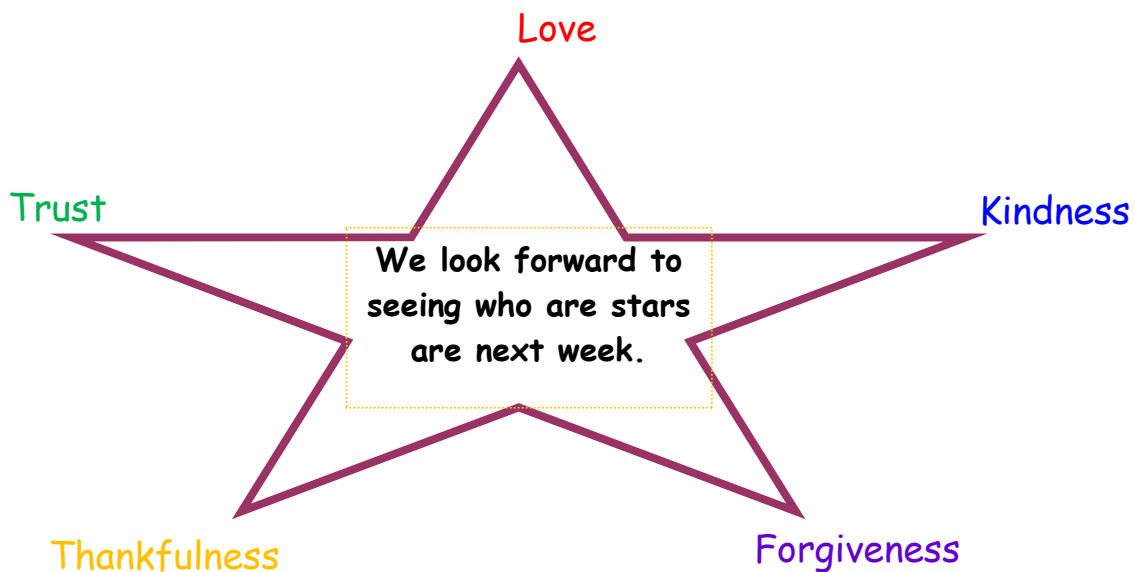 Love
Trust
Kindness
We look forward to
seeing who are stars
are next week.
Thankfulness
Forgiveness